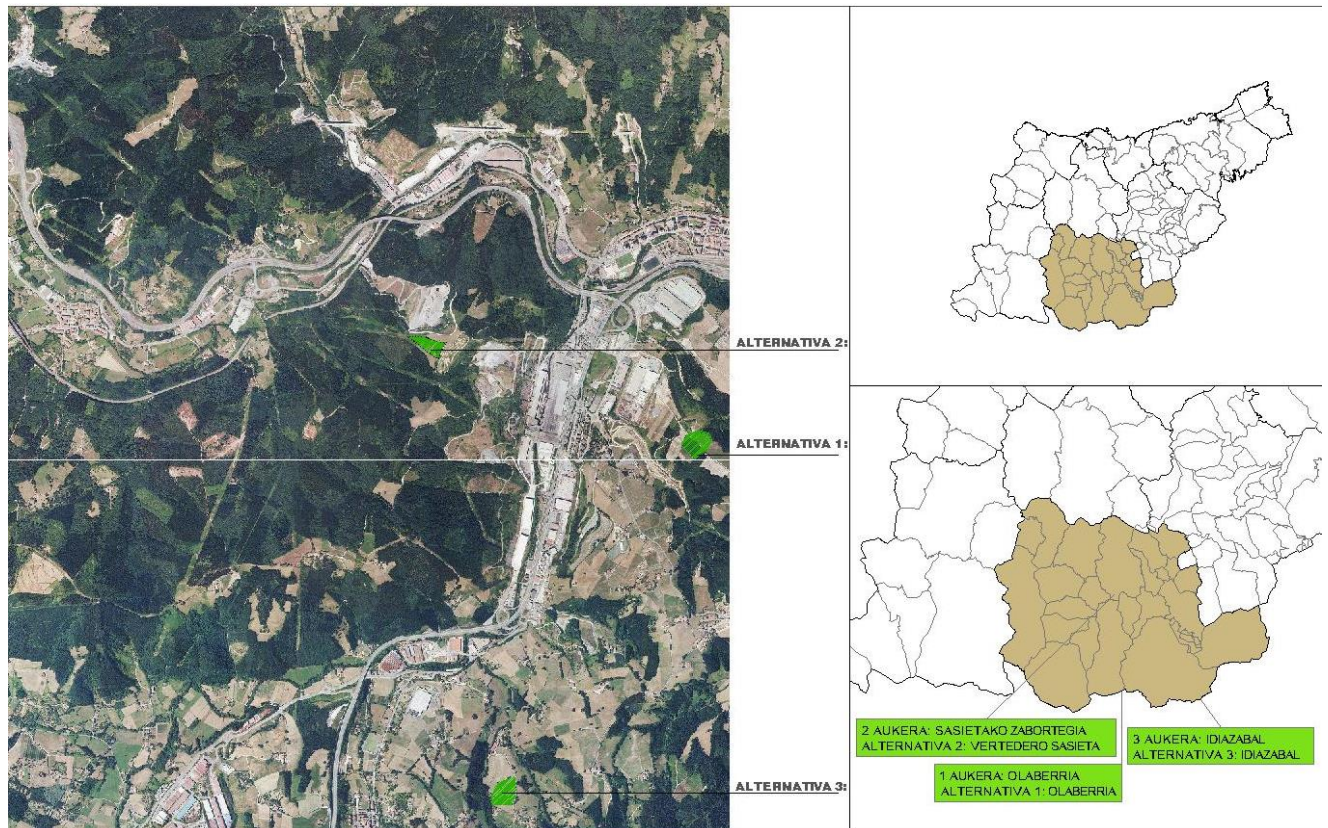 ALTERNATIVA 2:
ALTERNATIVA 1:
ALTERNATIVA 3:
2 AUKERA: SASIETAKO ZABORTEGIA
ALTERNATIVA 2: VERTEDERO SASIETA
3 AUKERA: IDIAZABAL
ALTERNATIVA 3: IDIAZABAL
1 AUKERA: OLABERRIA
ALTERNATIVA 1: OLABERRIA